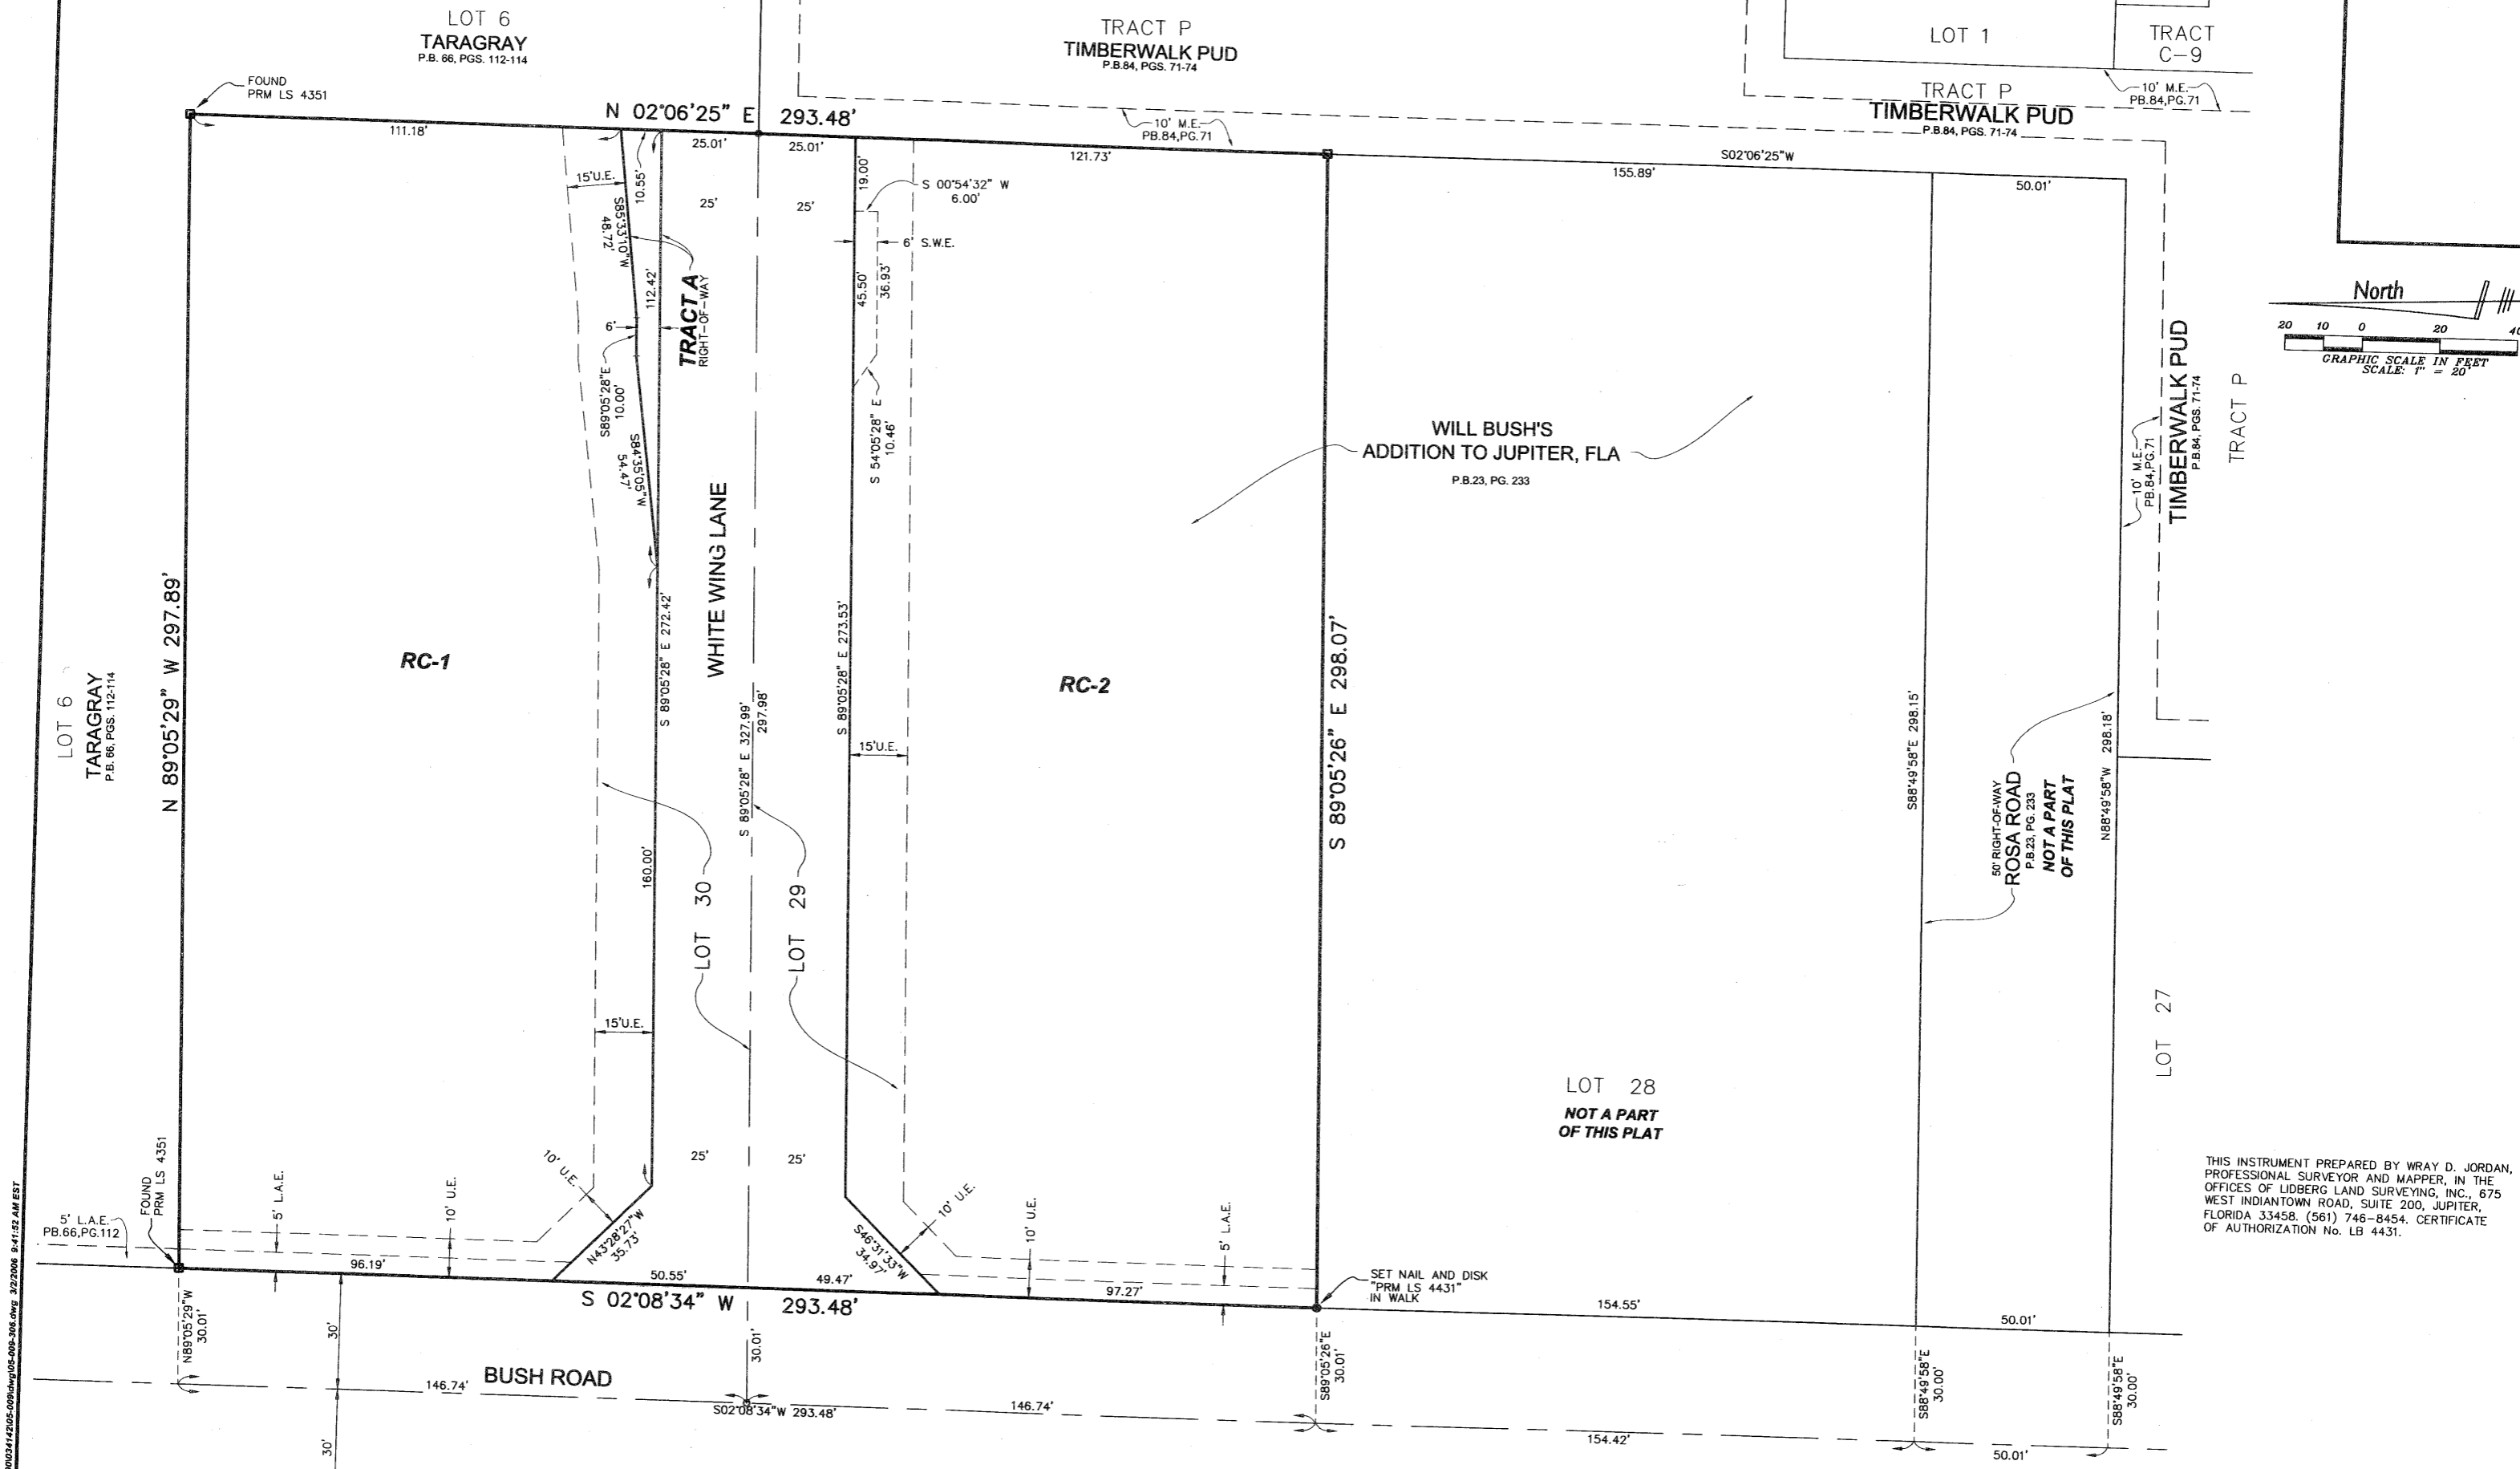 LOT 6
TARAGRAY
P.B. 66, PGS. 112-114
TRACT P
TIMBERWALK PUD
P.B.84, PGS. 71-74
LOT 1
TRACT
C-9
10' M.E.
PB.84,PG.71
TRACT P
TIMBERWALK PUD
P.B.84, PGS. 71-74
FOUND
PRM LS 4351
N 02°06'25" E 293.48'
111.18'
25.01'
25.01'
10' M.E.
PB.84,PG.71
121.73'
S02°06'25"W
155.89'
50.01'
15'U.E.
10.55'
25'
25'
19.00'
S 00°54'32" W
6.00'
S85°33'10"W
48.72'
6' S.W.E.
112.42'
TRACT A
RIGHT-OF-WAY
45.50'
36.93'
6'
S89°05'28"E
10.00'
S84°35'05"W
54.47'
S 54°05'28" E
10.46'
North
20 10 0 20 40
GRAPHIC SCALE IN FEET
SCALE: 1" = 20'
TIMBERWALK PUD
P.B.84, PGS. 71-74
TRACT P
10' M.E.
PB.84,PG.71
WILL BUSH'S
ADDITION TO JUPITER, FLA
P.B.23, PG. 233
WHITE WING LANE
N 89°05'29" W 297.89'
LOT 6
TARAGRAY
P.B. 66, PGS. 112-114
RC-1
S 89°05'28" E 272.42'
S 89°05'28" E 327.99'
297.98'
S 89°05'28" E 273.53'
15'U.E.
RC-2
S 89°05'26" E 298.07'
S88°49'58"E 298.15'
50' RIGHT-OF-WAY
ROSA ROAD
P.B.23, PG. 233
NOT A PART
OF THIS PLAT
N88°49'58"W 298.18'
160.00'
LOT 30
LOT 29
15'U.E.
LOT 27
LOT 28
NOT A PART
OF THIS PLAT
25'
25'
FOUND
PRM LS 4351
5' L.A.E.
PB.66,PG.112
5' L.A.E.
10' U.E.
10' U.E.
N43°28'27"W
35.73'
S46°31'33"W
34.97'
10' U.E.
10' U.E.
5' L.A.E.
THIS INSTRUMENT PREPARED BY WRAY D. JORDAN,
PROFESSIONAL SURVEYOR AND MAPPER, IN THE
OFFICES OF LIDBERG LAND SURVEYING, INC., 675
WEST INDIANTOWN ROAD, SUITE 200, JUPITER,
FLORIDA 33458. (561) 746-8454. CERTIFICATE
OF AUTHORIZATION No. LB 4431.
96.19'
50.55'
49.47'
97.27'
SET NAIL AND DISK
"PRM LS 4431"
IN WALK
154.55'
50.01'
S 02°08'34" W 293.48'
N89°05'29"W
30.01'
30'
30.01'
S89°05'26"E
30.01'
S88°49'58"E
30.00'
S88°49'58"E
30.00'
BUSH ROAD
146.74'
S02°08'34"W 293.48'
146.74'
154.42'
50.01'
30'
3/2/2006 9:41:52 AM EST